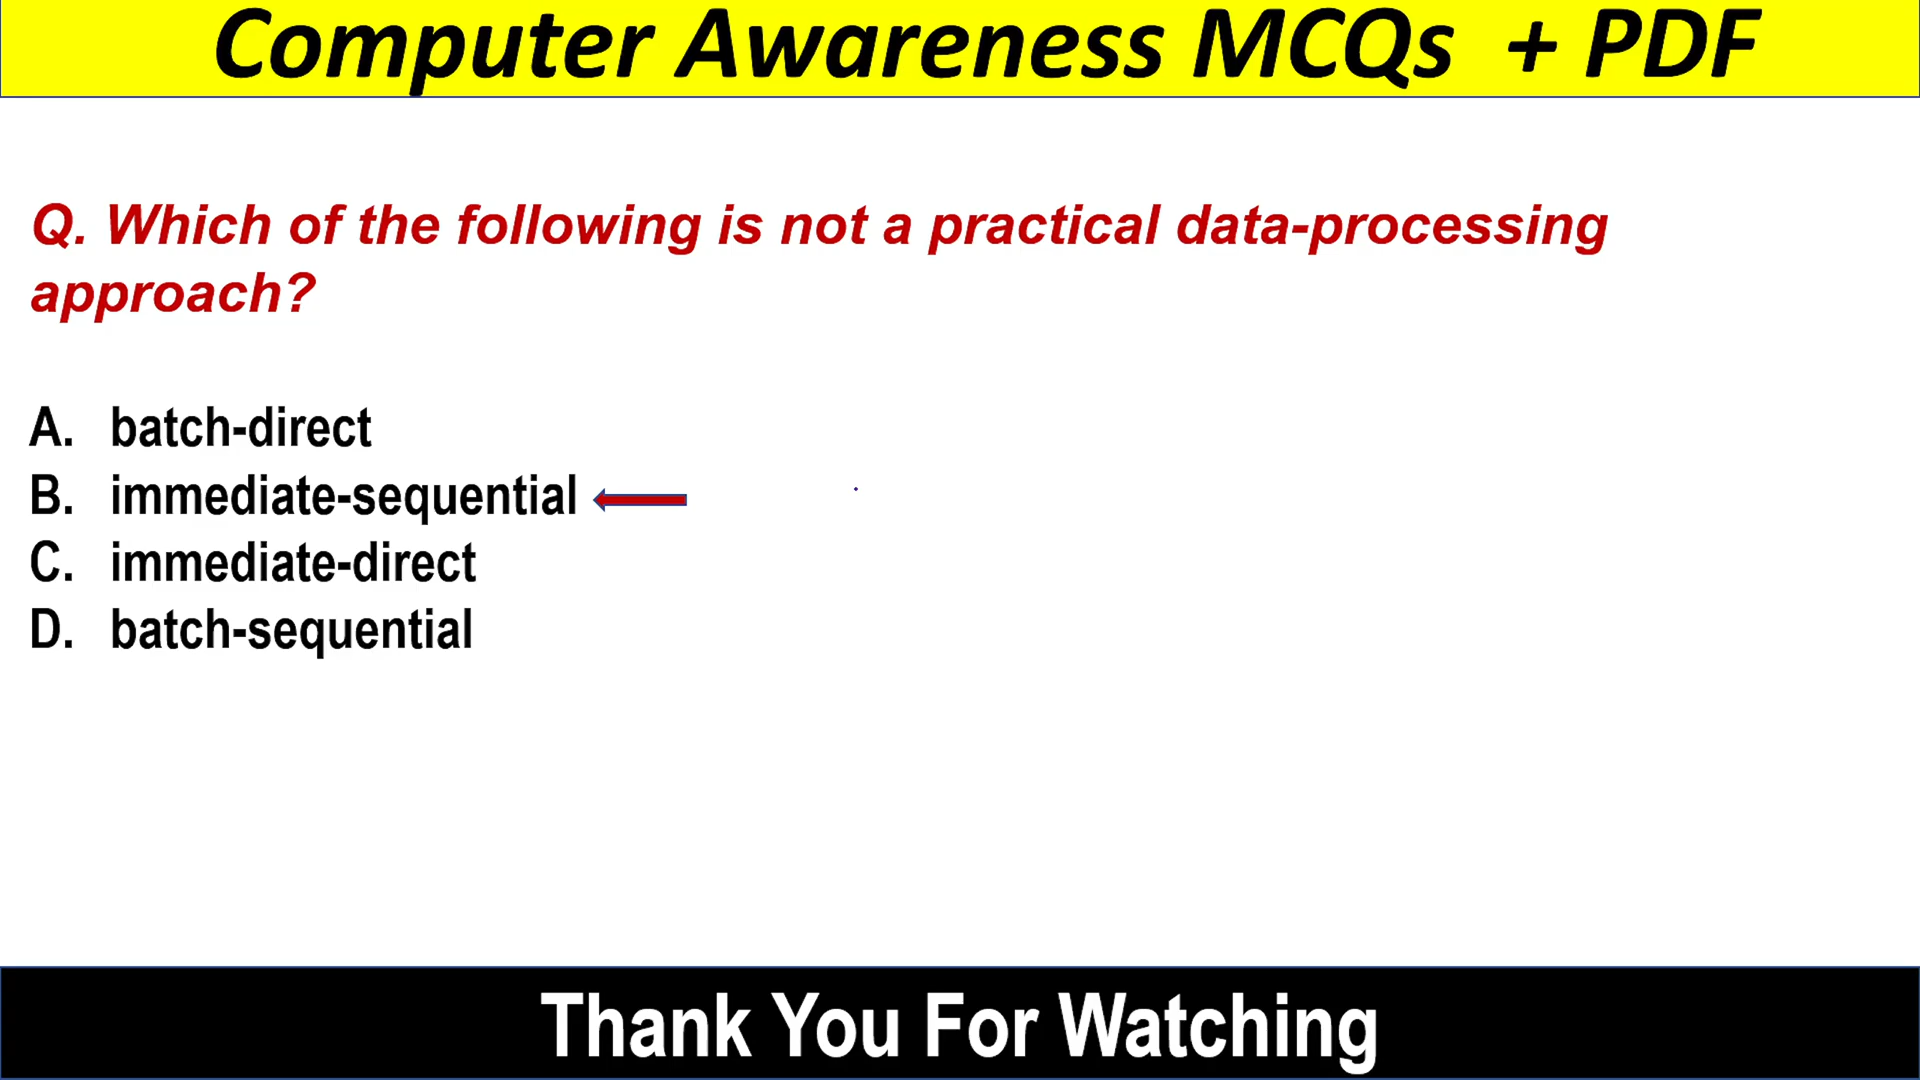 Computer Awareness MCQs + PDF
Q. Which of the following is not a practical data-processing
approach?
A. batch-direct
B. immediate-sequential
C. immediate-direct
D. batch-sequential
Thank You For Watching